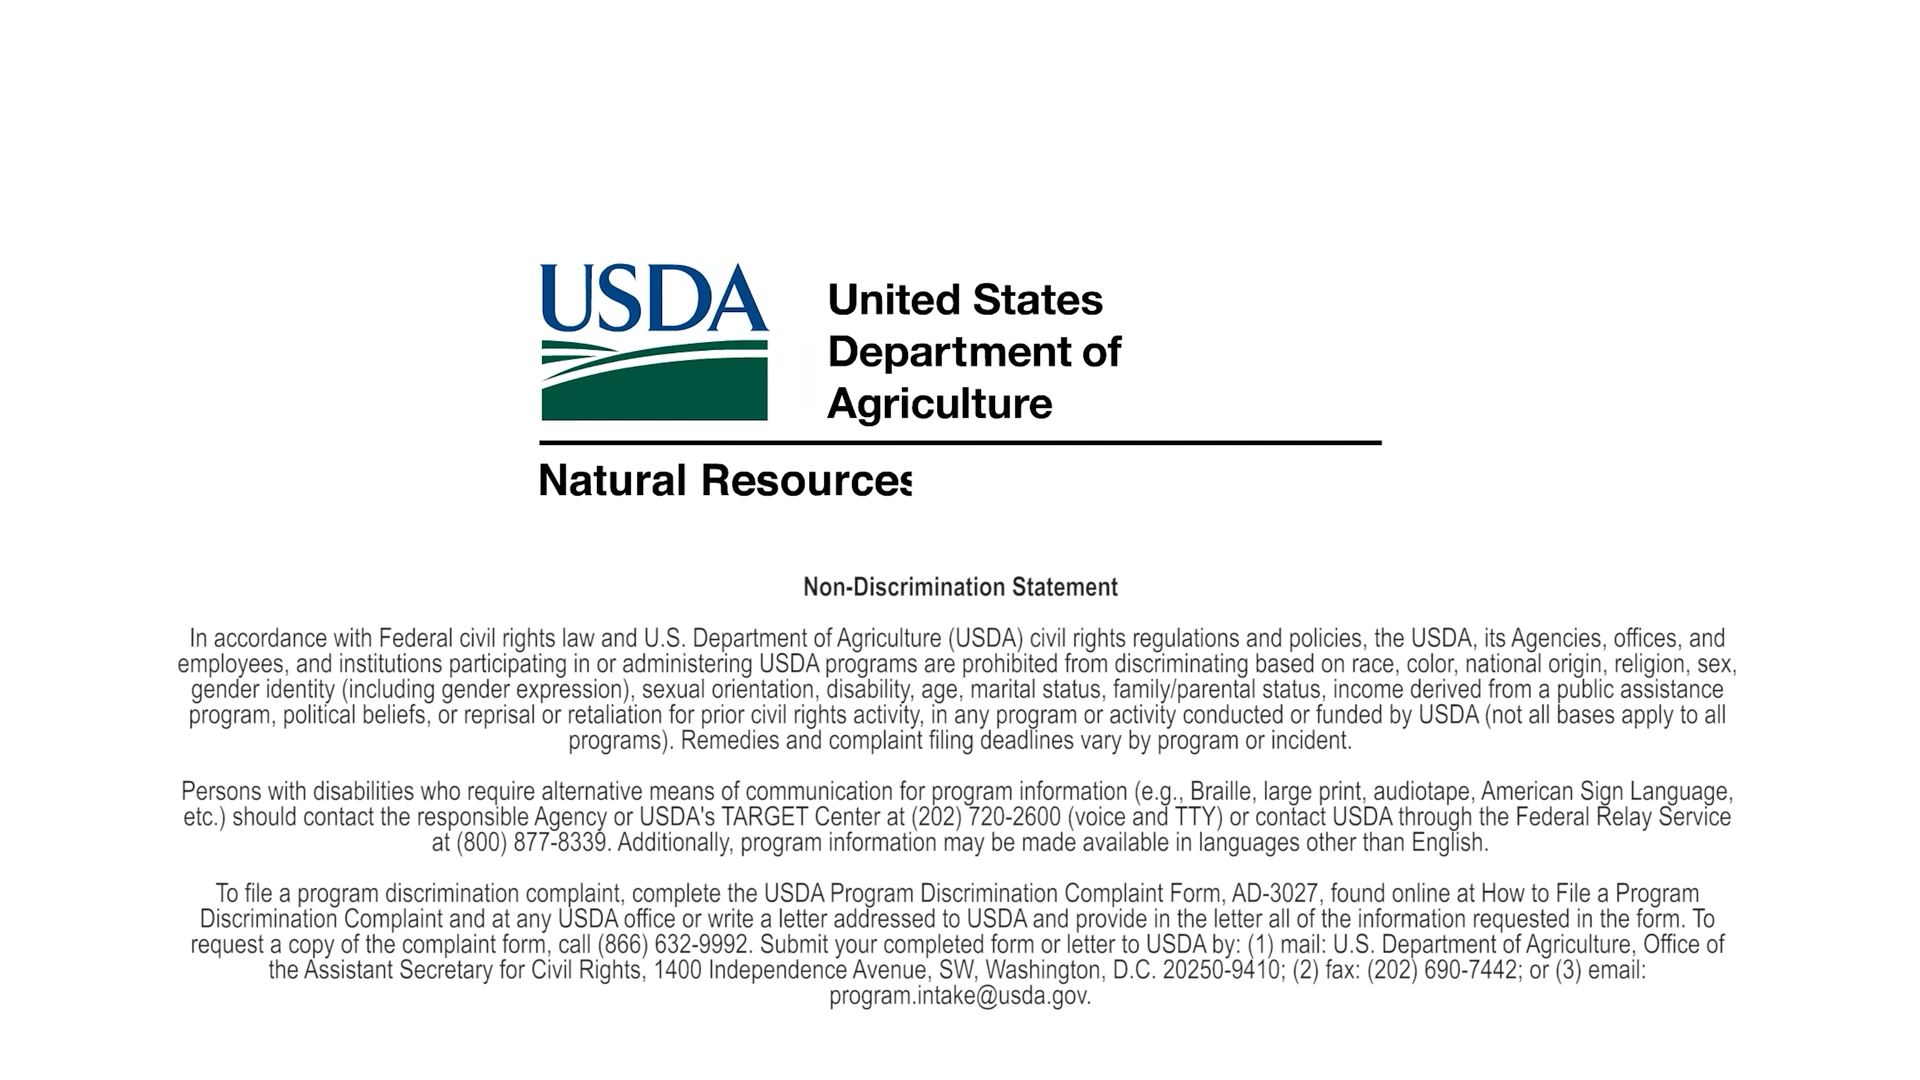 USDA
United States
Department of
Agriculture
Natural Resources
Non-Discrimination Statement
In accordance with Federal civil rights law and U.S. Department of Agriculture (USDA) civil rights regulations and policies, the USDA, its Agencies, offices, and
employees, and institutions participating in or administering USDA programs are prohibited from discriminating based on race, color, national origin, religion, sex,
gender identity (including gender expression), sexual orientation, disability, age, marital status, family/parental status, income derived from a public assistance
program, political beliefs, or reprisal or retaliation for prior civil rights activity, in any program or activity conducted or funded by USDA (not all bases apply to all
programs). Remedies and complaint filing deadlines vary by program or incident.
Persons with disabilities who require alternative means of communication for program information (e.g., Braille, large print, audiotape, American Sign Language,
etc.) should contact the responsible Agency or USDA's TARGET Center at (202) 720-2600 (voice and TTY) or contact USDA through the Federal Relay Service
at (800) 877-8339. Additionally, program information may be made available in languages other than English.
To file a program discrimination complaint, complete the USDA Program Discrimination Complaint Form, AD-3027, found online at How to File a Program
Discrimination Complaint and at any USDA office or write a letter addressed to USDA and provide in the letter all of the information requested in the form. To
request a copy of the complaint form, call (866) 632-9992. Submit your completed form or letter to USDA by: (1) mail: U.S. Department of Agriculture, Office of
the Assistant Secretary for Civil Rights, 1400 Independence Avenue, SW, Washington, D.C. 20250-9410; (2) fax: (202) 690-7442; or (3) email:
program.intake@usda.gov.